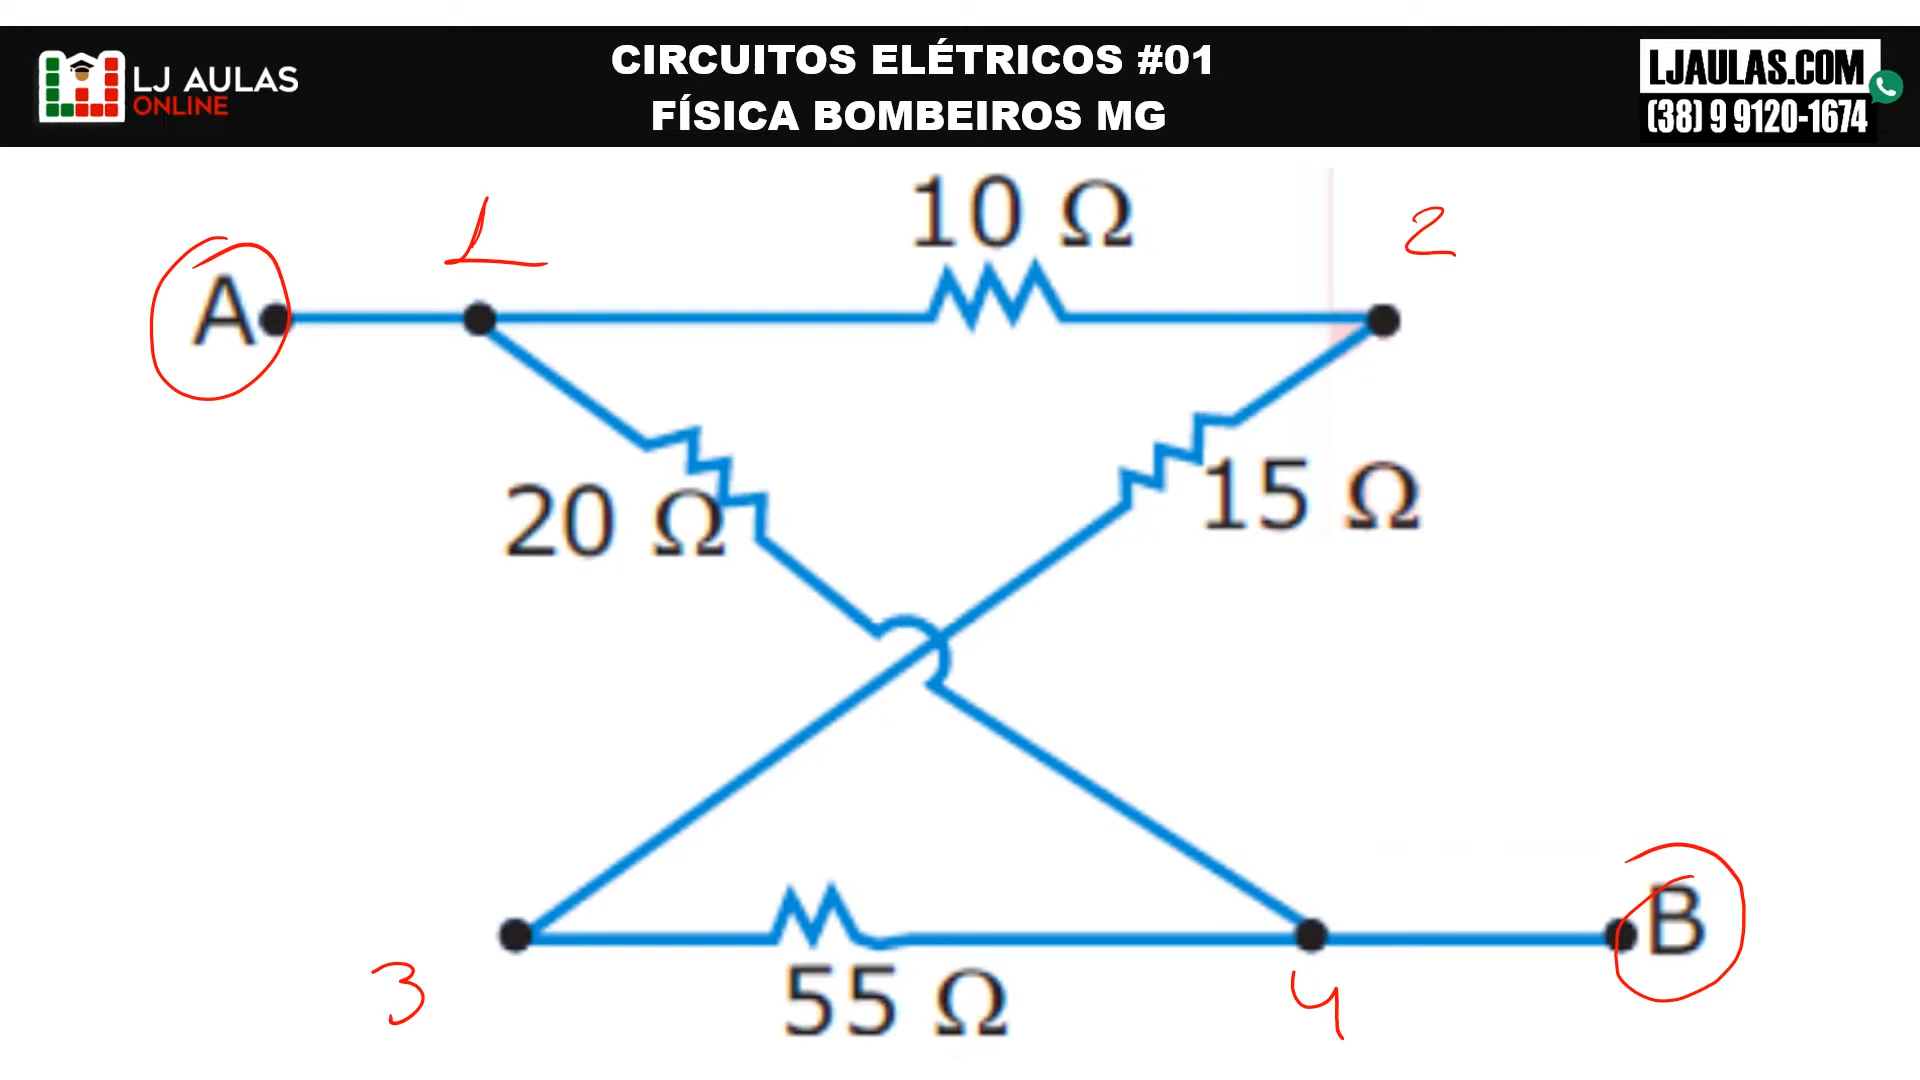 LJ AULAS
ONLINE
CIRCUITOS ELÉTRICOS #01
FÍSICA BOMBEIROS MG
LJAULAS.COM
(38) 9 9120-1674
10 Ω
1
2
A
20 Ω
15 Ω
B
3
55 Ω
4